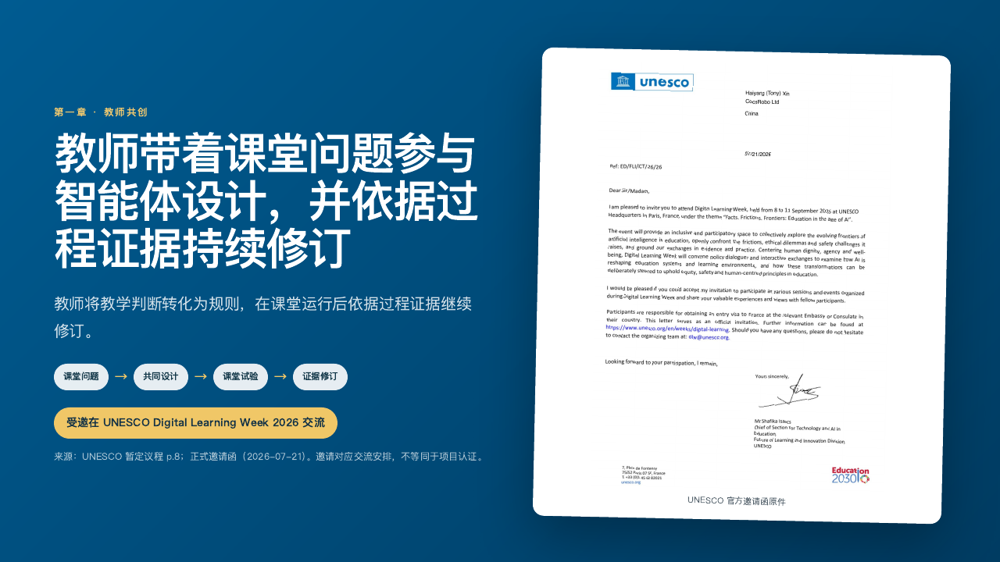 第一章 · 教师共创
教师带着课堂问题参与
智能体设计，并依据过
程证据持续修订
教师将教学判断转化为规则，在课堂运行后依据过程证据继续
修订。
课堂问题 → 共同设计 → 课堂试验 → 证据修订
受邀在 UNESCO Digital Learning Week 2026 交流
来源：UNESCO 暂定议程 p.8；正式邀请函（2026-07-21）。邀请对应交流安排，不等同于项目认证。
unesco
Haiyang (Tony) Xin
CocoRobo Ltd
China
Ref: ED/FLI/CT/26/26
Dear Sir/Madam,
I am pleased to invite you to attend Digital Learning Week, held from 8 to 11 September 2026 at UNESCO
Headquarters in Paris, France, under the theme "Facts, Frictions, Frontiers: Education in the age of AI".
The event will provide an inclusive and participatory space to collectively explore the evolving frontiers of
artificial intelligence in education, openly confront the frictions, ethical dilemmas and safety challenges it
raises, and ground our exchanges in evidence and practice. Centering human dignity, agency and well-
being, Digital Learning Week will convene policy dialogue and interactive exchanges to examine how AI is
reshaping education systems and learning environments, and how these transformations can be
deliberately steered to uphold equity, safety and human-centred principles in education.
I would be pleased if you could accept my invitation to participate at various sessions and events organized
during Digital Learning Week and share your valuable experiences and views with fellow participants.
Participants are responsible for obtaining an entry visa to France at the relevant Embassy or Consulate in
their country. This letter serves as an official invitation. Further information can be found at
https://www.unesco.org/en/weeks/digital-learning. Should you have any questions, please do not hesitate
to contact the organizing team at: dlw@unesco.org.
Looking forward to your participation, I remain,
Yours sincerely,
Mr Shafika Isaacs
Chief of Section for Technology and AI in
Education,
Future of Learning and Innovation Division,
UNESCO
7, Place de Fontenoy
75352 Paris 07 SP, France
unesco.org
Education
2030
UNESCO 官方邀请函原件